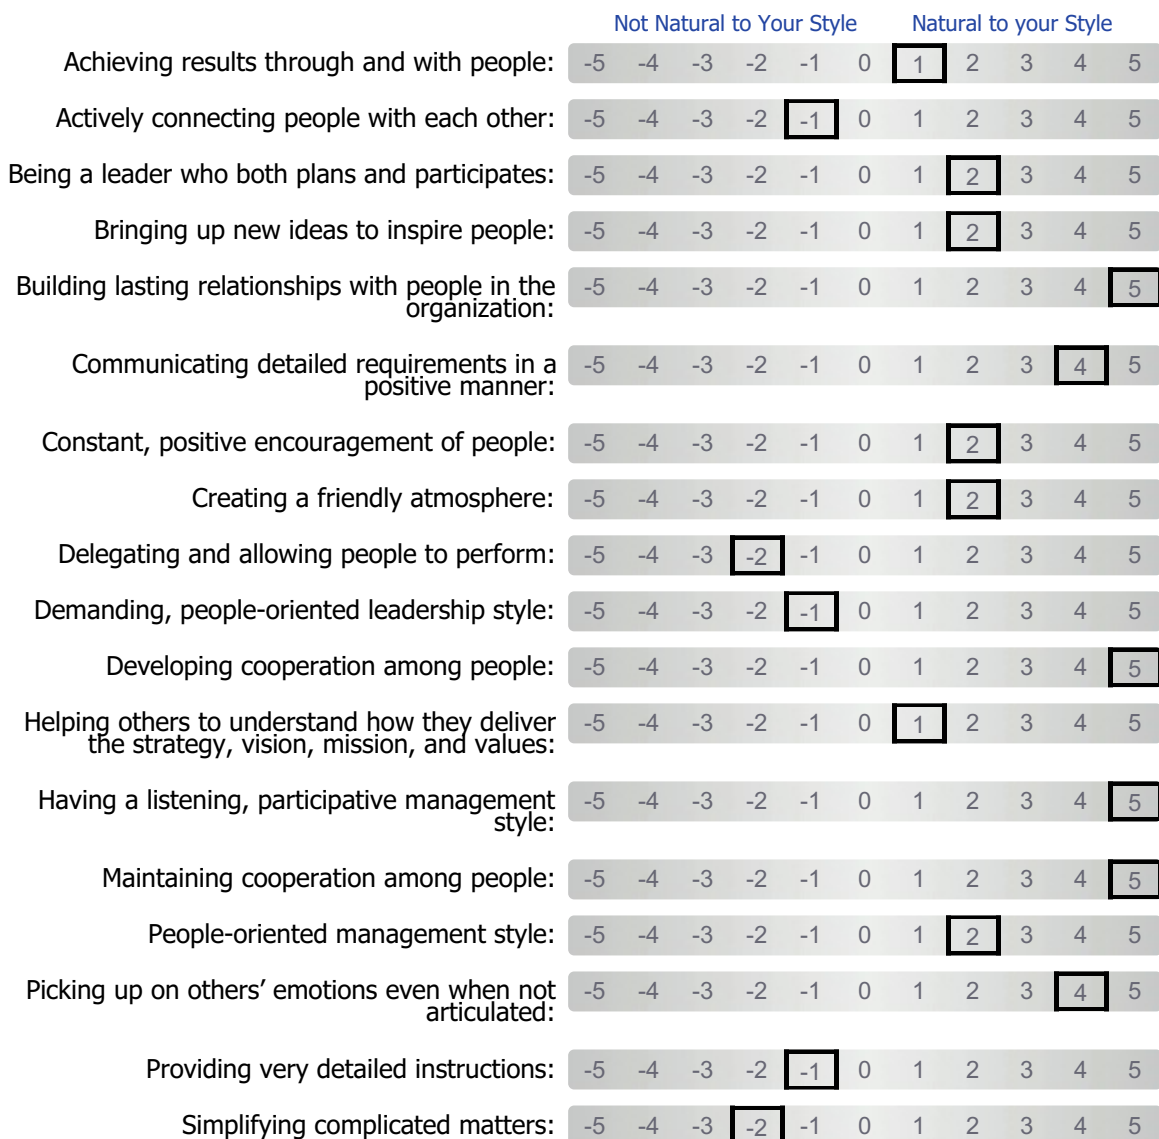 Not Natural to Your Style Natural to your Style
Achieving results through and with people: -5 -4 -3 -2 -1 0 1 2 3 4 5
Actively connecting people with each other: -5 -4 -3 -2 -1 0 1 2 3 4 5
Being a leader who both plans and participates: -5 -4 -3 -2 -1 0 1 2 3 4 5
Bringing up new ideas to inspire people: -5 -4 -3 -2 -1 0 1 2 3 4 5
Building lasting relationships with people in the -5 -4 -3 -2 -1 0 1 2 3 4 5
organization:
Communicating detailed requirements in a -5 -4 -3 -2 -1 0 1 2 3 4 5
positive manner:
Constant, positive encouragement of people: -5 -4 -3 -2 -1 0 1 2 3 4 5
Creating a friendly atmosphere: -5 -4 -3 -2 -1 0 1 2 3 4 5
Delegating and allowing people to perform: -5 -4 -3 -2 -1 0 1 2 3 4 5
Demanding, people-oriented leadership style: -5 -4 -3 -2 -1 0 1 2 3 4 5
Developing cooperation among people: -5 -4 -3 -2 -1 0 1 2 3 4 5
Helping others to understand how they deliver -5 -4 -3 -2 -1 0 1 2 3 4 5
the strategy, vision, mission, and values:
Having a listening, participative management -5 -4 -3 -2 -1 0 1 2 3 4 5
style:
Maintaining cooperation among people: -5 -4 -3 -2 -1 0 1 2 3 4 5
People-oriented management style: -5 -4 -3 -2 -1 0 1 2 3 4 5
Picking up on others’ emotions even when not -5 -4 -3 -2 -1 0 1 2 3 4 5
articulated:
Providing very detailed instructions: -5 -4 -3 -2 -1 0 1 2 3 4 5
Simplifying complicated matters: -5 -4 -3 -2 -1 0 1 2 3 4 5